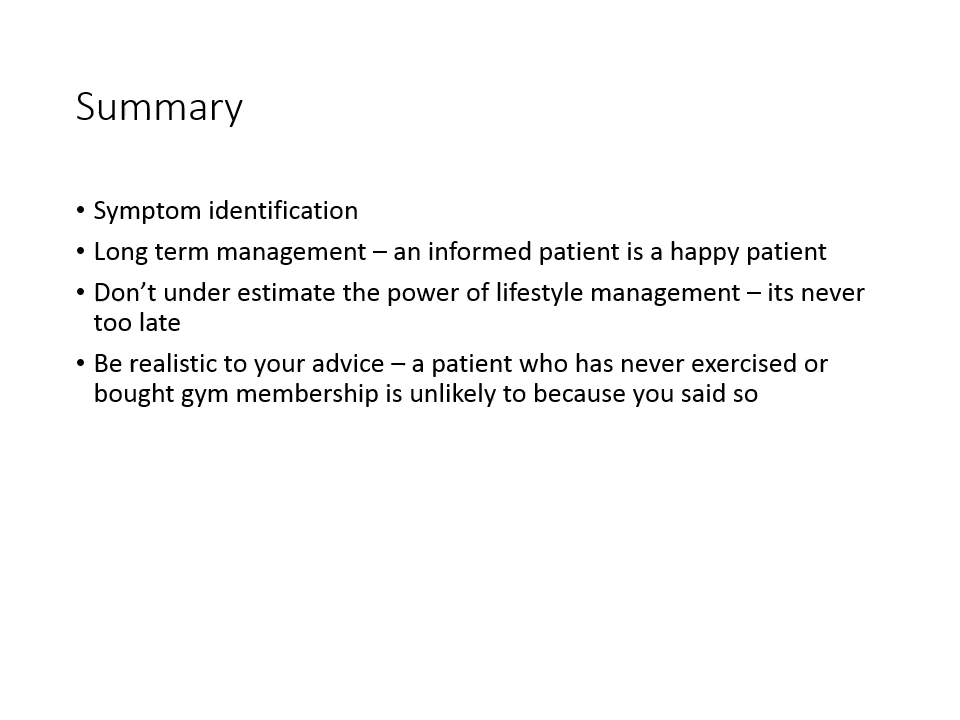 Summary
• Symptom identification
• Long term management – an informed patient is a happy patient
• Don’t under estimate the power of lifestyle management – its never
too late
• Be realistic to your advice – a patient who has never exercised or
bought gym membership is unlikely to because you said so